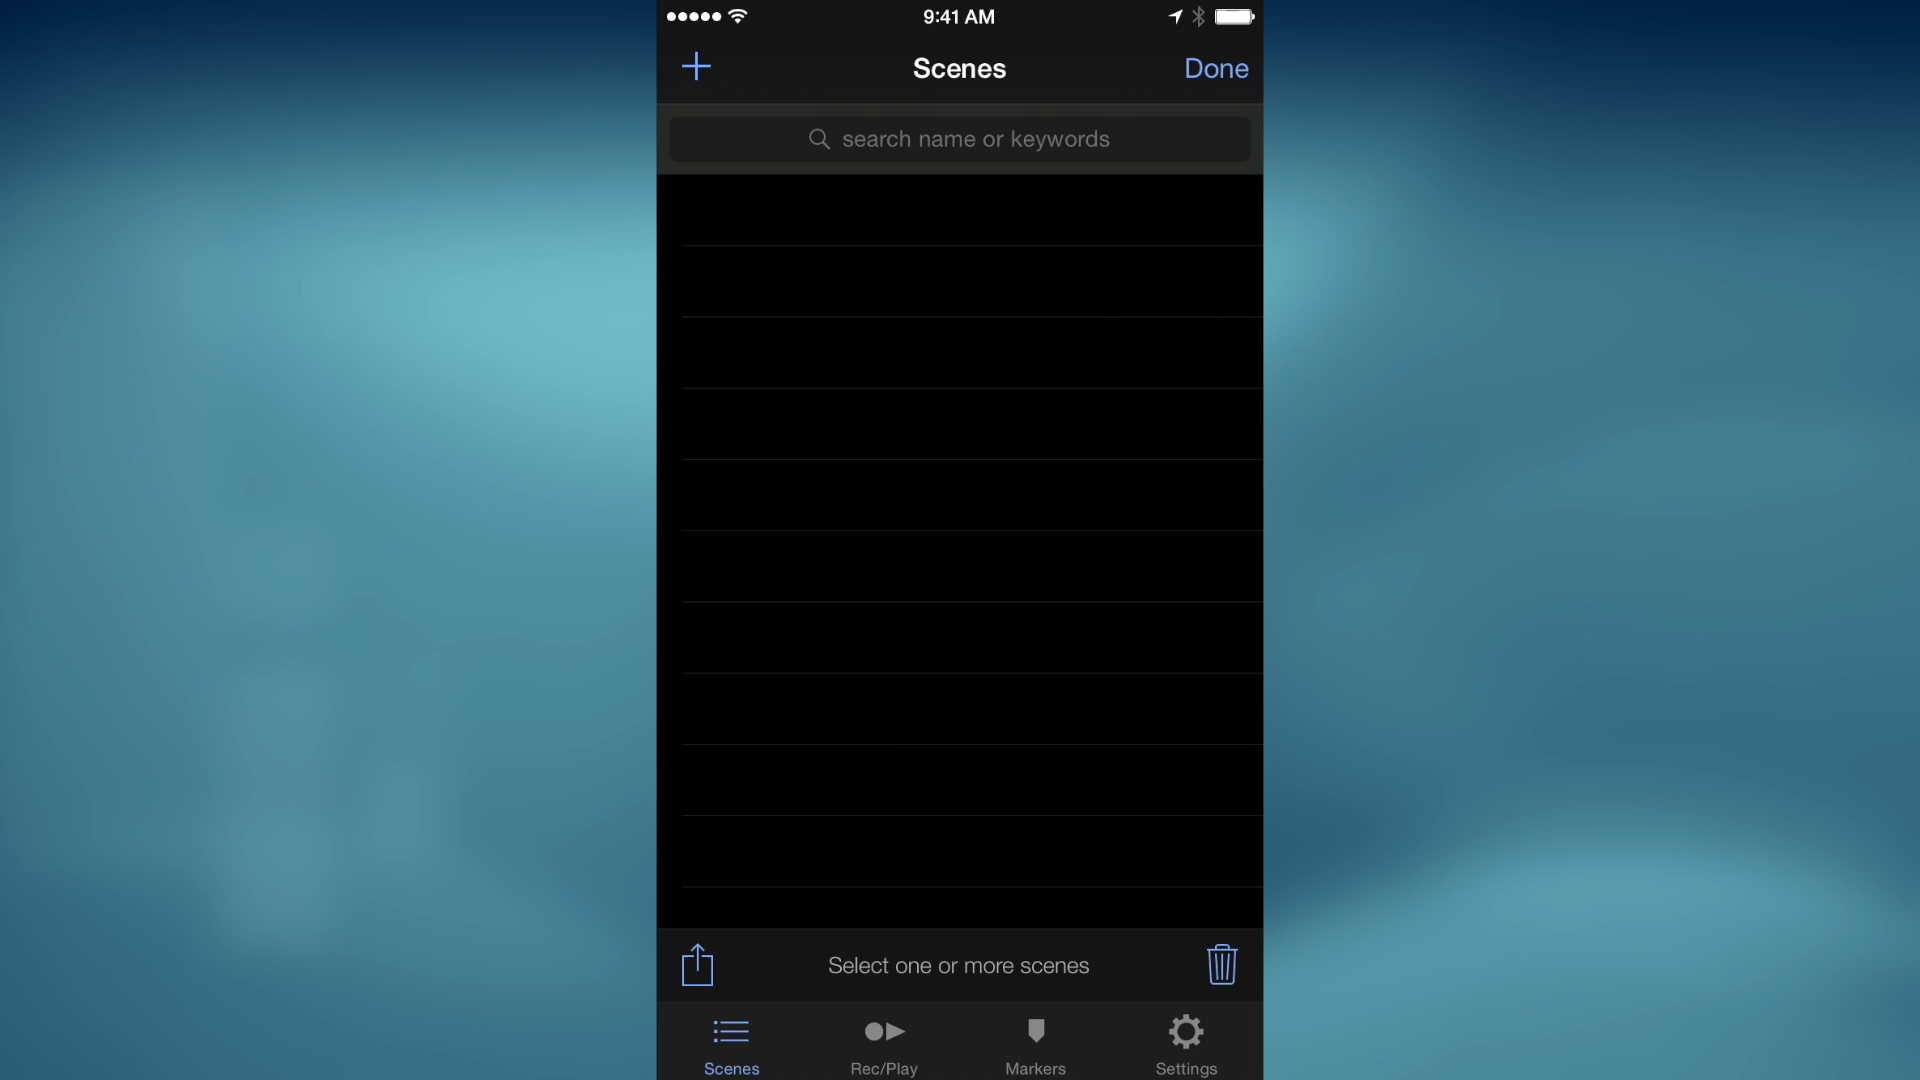 9:41 AM
Scenes
Done
search name or keywords
Select one or more scenes
Scenes
Rec/Play
Markers
Settings